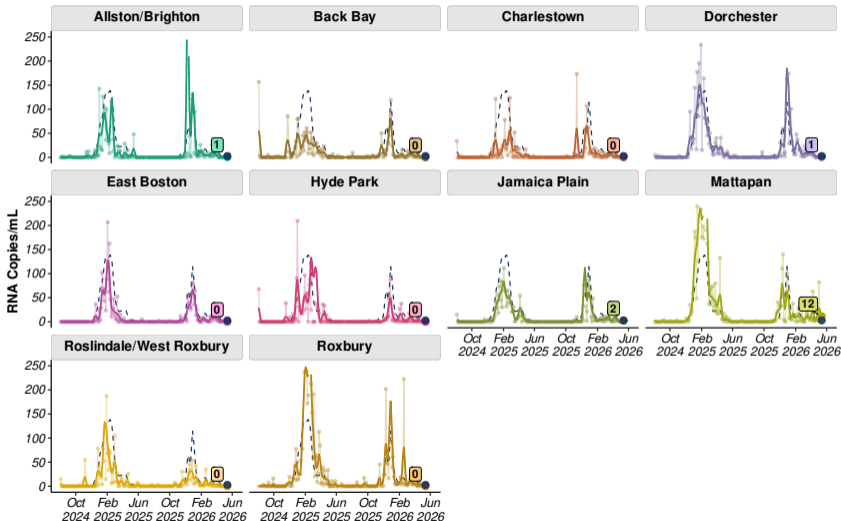 Allston/Brighton Back Bay Charlestown Dorchester
250
200
150
100
50
0
1 0 0 1
East Boston Hyde Park Jamaica Plain Mattapan
RNA Copies/mL
250
200
150
100
50
0
0 0 2 12
Oct Feb Jun Oct Feb Jun Oct Feb Jun Oct Feb Jun
2024 2025 2025 2025 2026 2026 2024 2025 2025 2025 2026 2026
Roslindale/West Roxbury Roxbury
250
200
150
100
50
0
0 0
Oct Feb Jun Oct Feb Jun Oct Feb Jun Oct Feb Jun
2024 2025 2025 2025 2026 2026 2024 2025 2025 2025 2026 2026